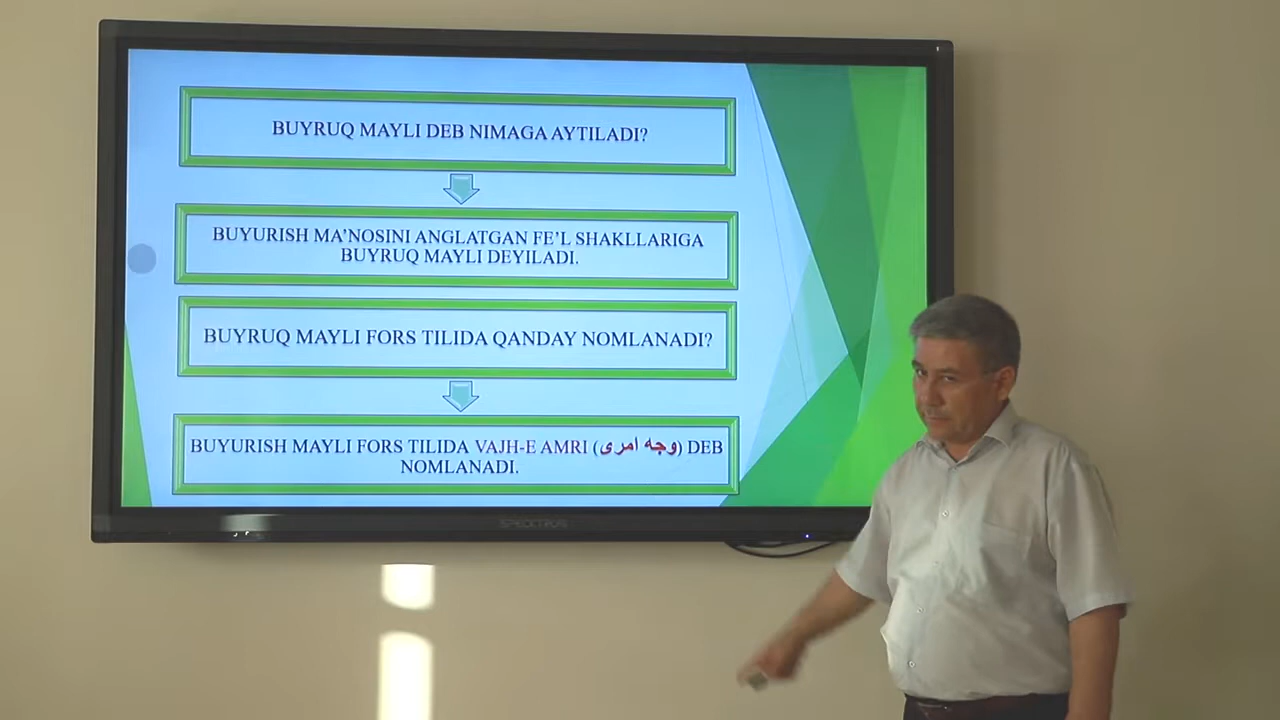 BUYRUQ MAYLI DEB NIMAGA AYTILADI?
BUYURISH MA’NOSINI ANGLATGAN FE’L SHAKLLARIGA
BUYRUQ MAYLI DEYILADI.
BUYRUQ MAYLI FORS TILIDA QANDAY NOMLANADI?
BUYURISH MAYLI FORS TILIDA VAJH-E AMRI (وجه امری) DEB
NOMLANADI.